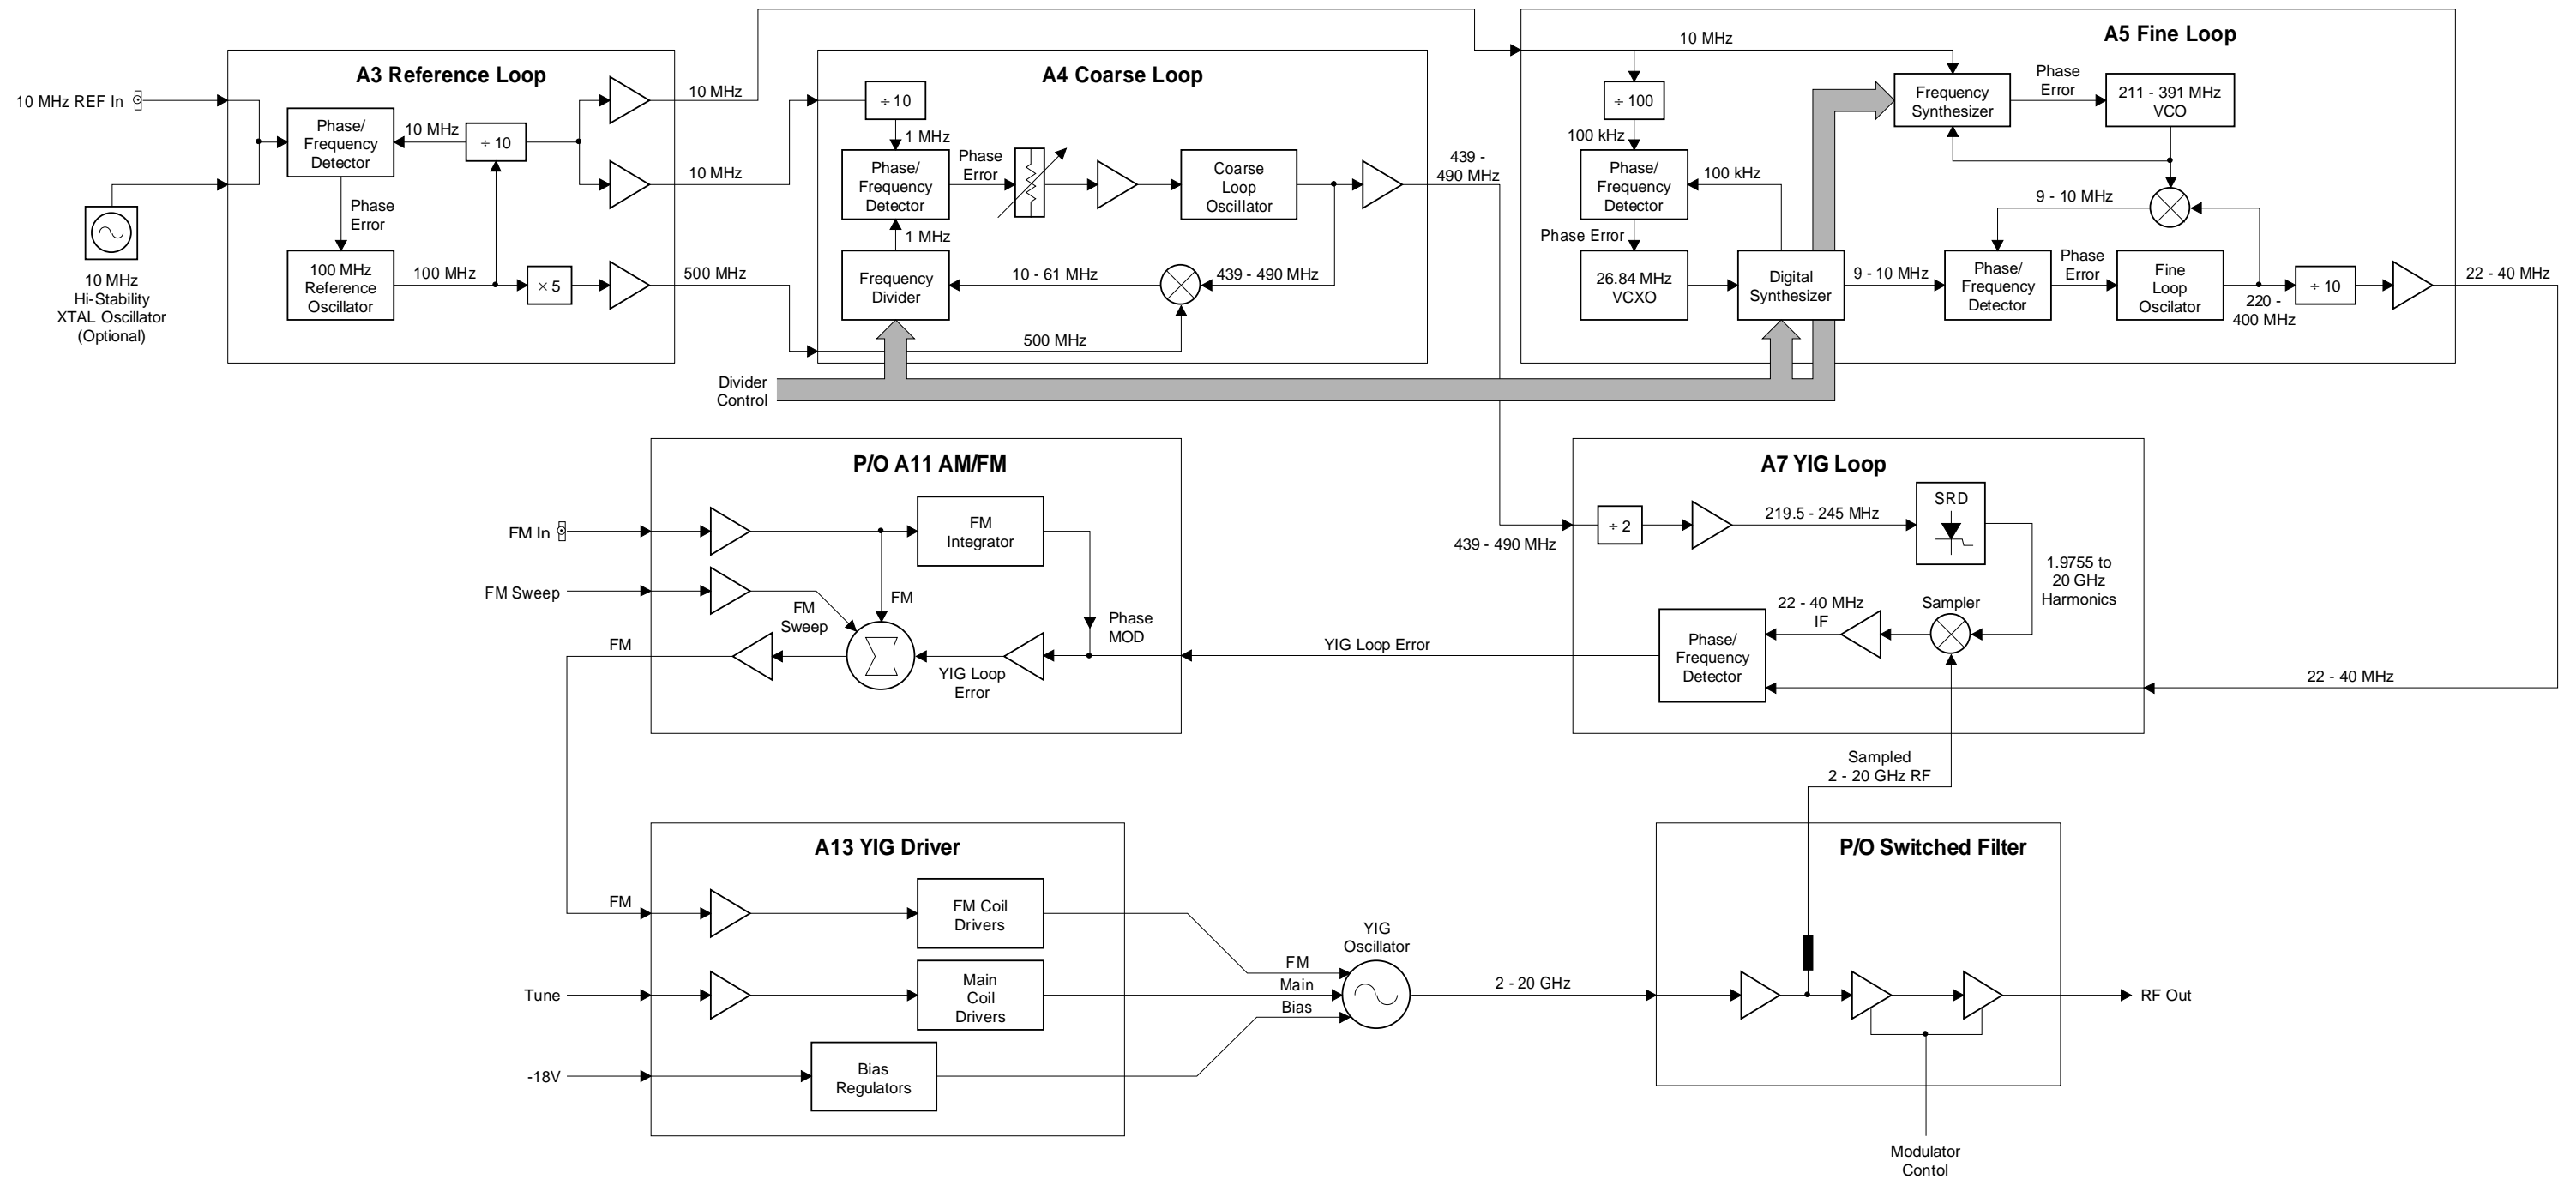 A3 Reference Loop
10 MHz REF In
Phase/
Frequency
Detector
10 MHz
÷ 10
10 MHz
10 MHz
Phase
Error
10 MHz
Hi-Stability
XTAL Oscillator
(Optional)
100 MHz
Reference
Oscillator
100 MHz
× 5
500 MHz
A4 Coarse Loop
÷ 10
1 MHz
Phase/
Frequency
Detector
Phase
Error
Coarse
Loop
Oscillator
439 -
490 MHz
1 MHz
Frequency
Divider
10 - 61 MHz
439 - 490 MHz
500 MHz
Divider
Control
A5 Fine Loop
10 MHz
÷ 100
100 kHz
Phase/
Frequency
Detector
100 kHz
Phase Error
26.84 MHz
VCXO
Digital
Synthesizer
Frequency
Synthesizer
Phase
Error
211 - 391 MHz
VCO
9 - 10 MHz
9 - 10 MHz
Phase/
Frequency
Detector
Phase
Error
Fine
Loop
Oscilator
220 -
400 MHz
÷ 10
22 - 40 MHz
P/O A11 AM/FM
FM In
FM
Integrator
FM Sweep
FM
Sweep
FM
Phase
MOD
FM
YIG Loop
Error
YIG Loop Error
A7 YIG Loop
439 - 490 MHz
÷ 2
219.5 - 245 MHz
SRD
1.9755 to
20 GHz
Harmonics
22 - 40 MHz
IF
Sampler
Phase/
Frequency
Detector
22 - 40 MHz
Sampled
2 - 20 GHz RF
A13 YIG Driver
FM
FM Coil
Drivers
Tune
Main
Coil
Drivers
-18V
Bias
Regulators
YIG
Oscillator
FM
Main
Bias
2 - 20 GHz
P/O Switched Filter
RF Out
Modulator
Contol